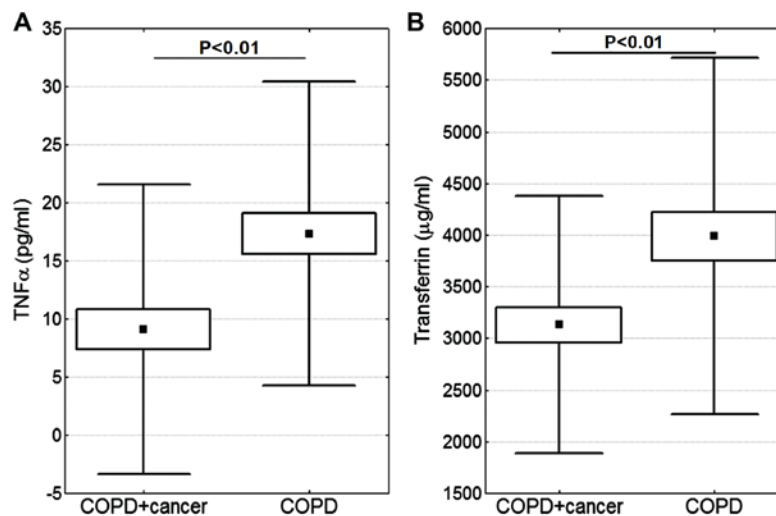 A
P<0.01
TNFα (pg/ml)
35
30
25
20
15
10
5
0
-5
COPD+cancer
COPD
B
P<0.01
Transferrin (μg/ml)
6000
5500
5000
4500
4000
3500
3000
2500
2000
1500
COPD+cancer
COPD